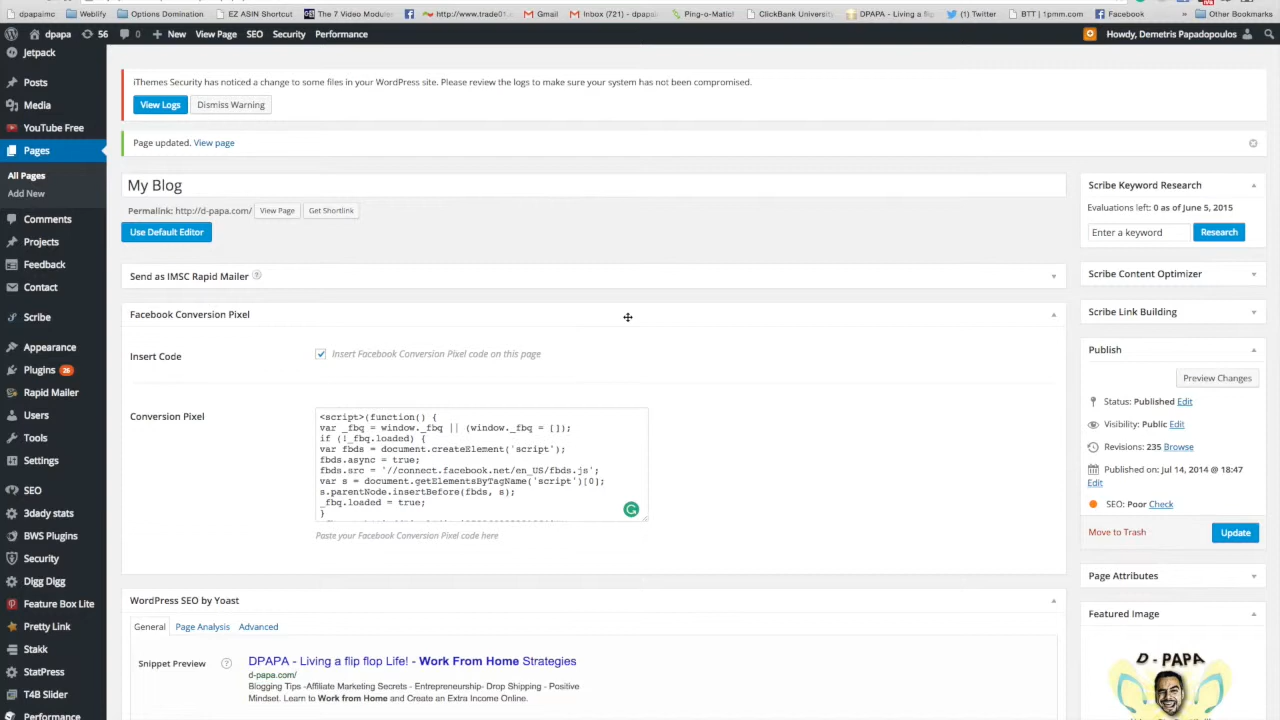 dpapaimc
Wishlist
Options Domination
EZ AIN Shortcut
The 7 Video Modules
http://www.trade01.
Gmail
Inbox (721) - dpapos
Ping-o-Matic!
ClickBank University
DPAPA - Living a flip
(1) Twitter
BTT | 1pmm.com
Facebook
»
Other Bookmarks
dpapa
56
0
New
View Page
SEO
Security
Performance
Howdy, Demetris Papadopoulos
Jetpack
Posts
Media
YouTube Free
Pages
All Pages
Add New
Comments
Projects
Feedback
Contact
Scribe
Appearance
Plugins 26
Rapid Mailer
Users
Tools
Settings
SEO
3dady stats
BWS Plugins
Security
Digg Digg
Feature Box Lite
Pretty Link
Stakk
StatPress
T4B Slider
Performance
iThemes Security has noticed a change to some files in your WordPress site. Please review the logs to make sure your system has not been compromised.
View Logs
Dismiss Warning
Page updated. View page
My Blog
Permalink: http://d-papa.com/
View Page
Get Shortlink
Use Default Editor
Send as IMSC Rapid Mailer ?
Facebook Conversion Pixel
Insert Code
Insert Facebook Conversion Pixel code on this page
Conversion Pixel
<script>(function() {
var _fbq = window._fbq || (window._fbq = []);
if (!_fbq.loaded) {
var fbds = document.createElement('script');
fbds.async = true;
fbds.src = '//connect.facebook.net/en_US/fbds.js';
var s = document.getElementsByTagName('script')[0];
s.parentNode.insertBefore(fbds, s);
_fbq.loaded = true;
}
Paste your Facebook Conversion Pixel code here
WordPress SEO by Yoast
General
Page Analysis
Advanced
Snippet Preview
?
DPAPA - Living a flip flop Life! - Work From Home Strategies
d-papa.com/
Blogging Tips -Affiliate Marketing Secrets - Entrepreneurship- Drop Shipping - Positive
Mindset. Learn to Work from Home and Create an Extra Income Online.
Scribe Keyword Research
Evaluations left: 0 as of June 5, 2015
Enter a keyword
Research
Scribe Content Optimizer
Scribe Link Building
Publish
Preview Changes
Status: Published Edit
Visibility: Public Edit
Revisions: 235 Browse
Published on: Jul 14, 2014 @ 18:47
Edit
SEO: Poor Check
Move to Trash
Update
Page Attributes
Featured Image
D - PAPA